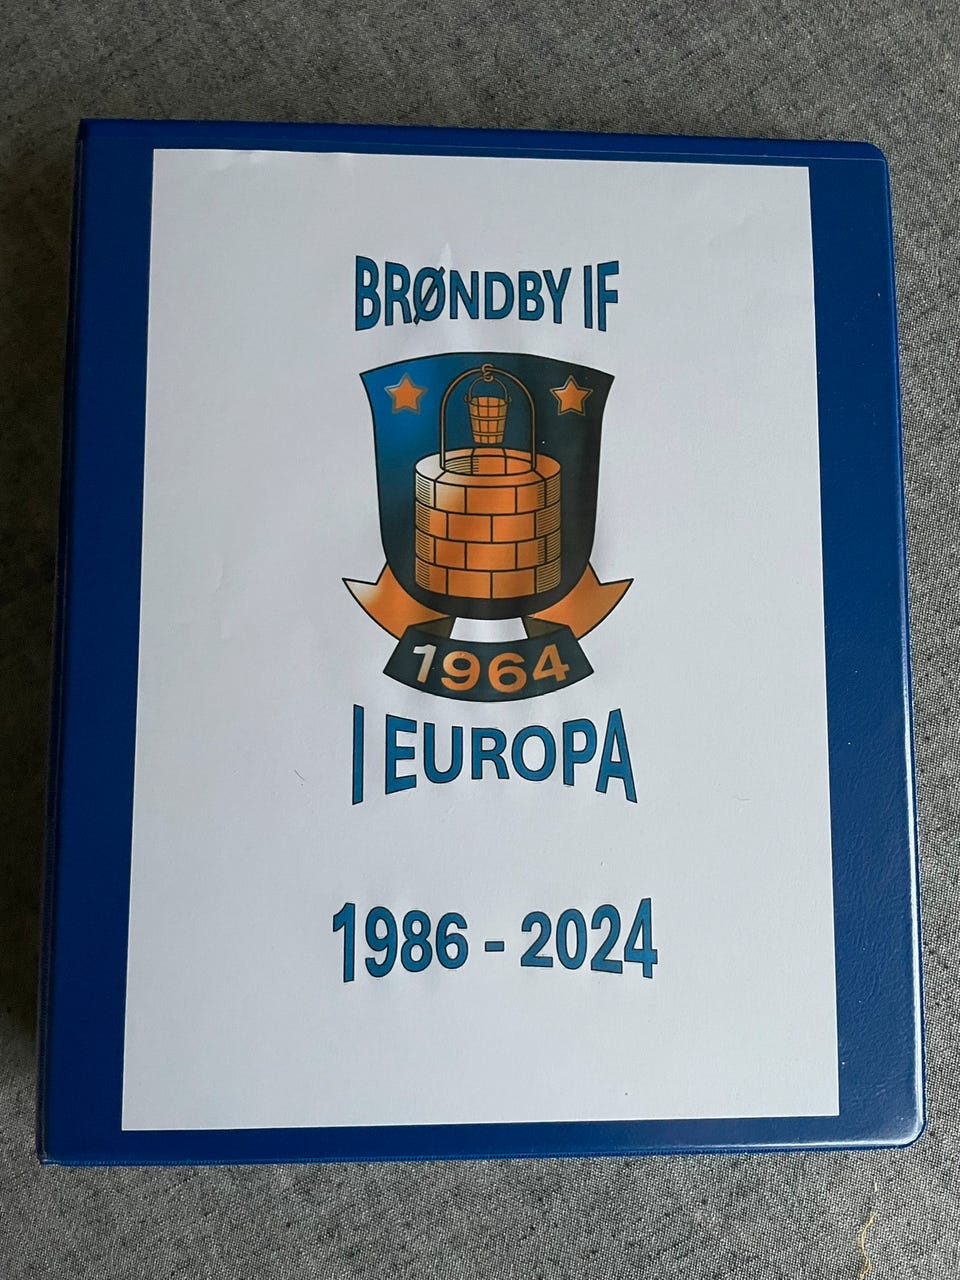 BRØNDBY IF
1964
I EUROPA
1986 - 2024